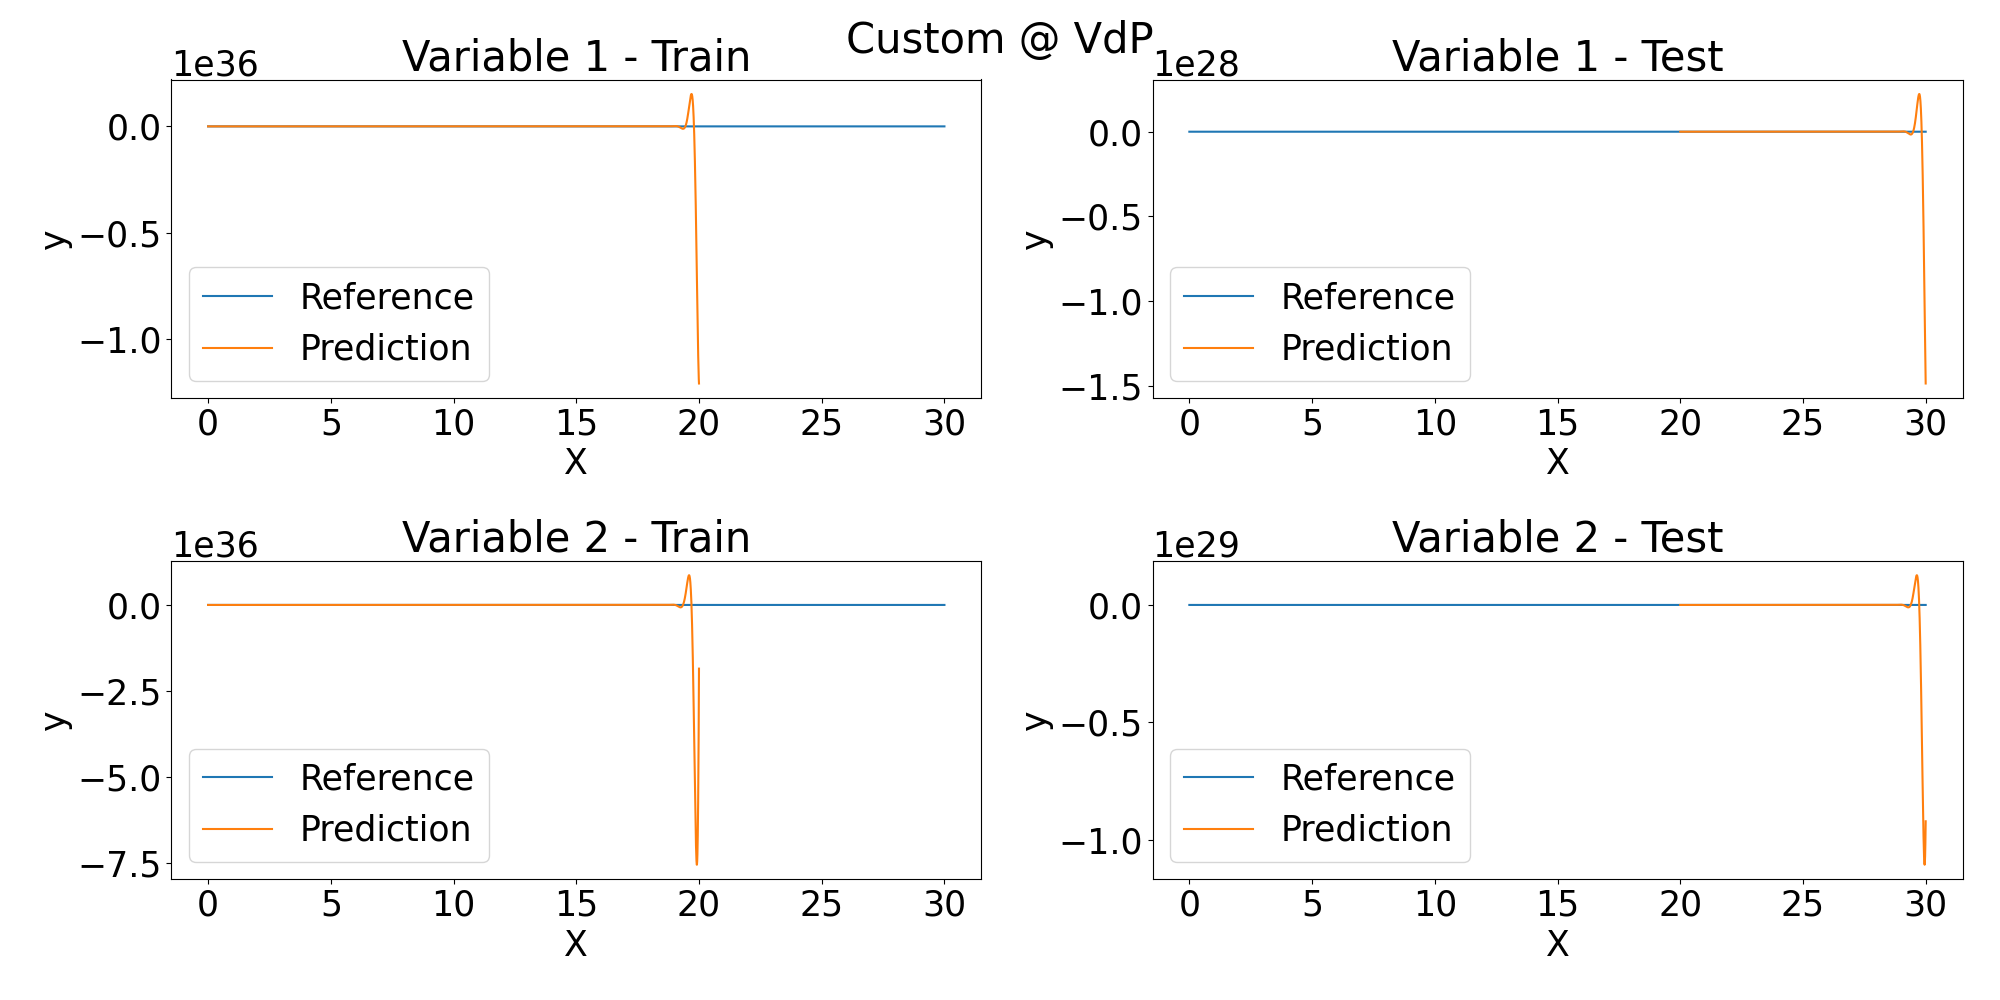 Custom @ VdP
Variable 1 - Train
1e36
0.0
−0.5
−1.0
y
Reference
Prediction
0 5 10 15 20 25 30
X
Variable 1 - Test
1e28
0.0
−0.5
−1.0
−1.5
y
Reference
Prediction
0 5 10 15 20 25 30
X
Variable 2 - Train
1e36
0.0
−2.5
−5.0
−7.5
y
Reference
Prediction
0 5 10 15 20 25 30
X
Variable 2 - Test
1e29
0.0
−0.5
−1.0
y
Reference
Prediction
0 5 10 15 20 25 30
X